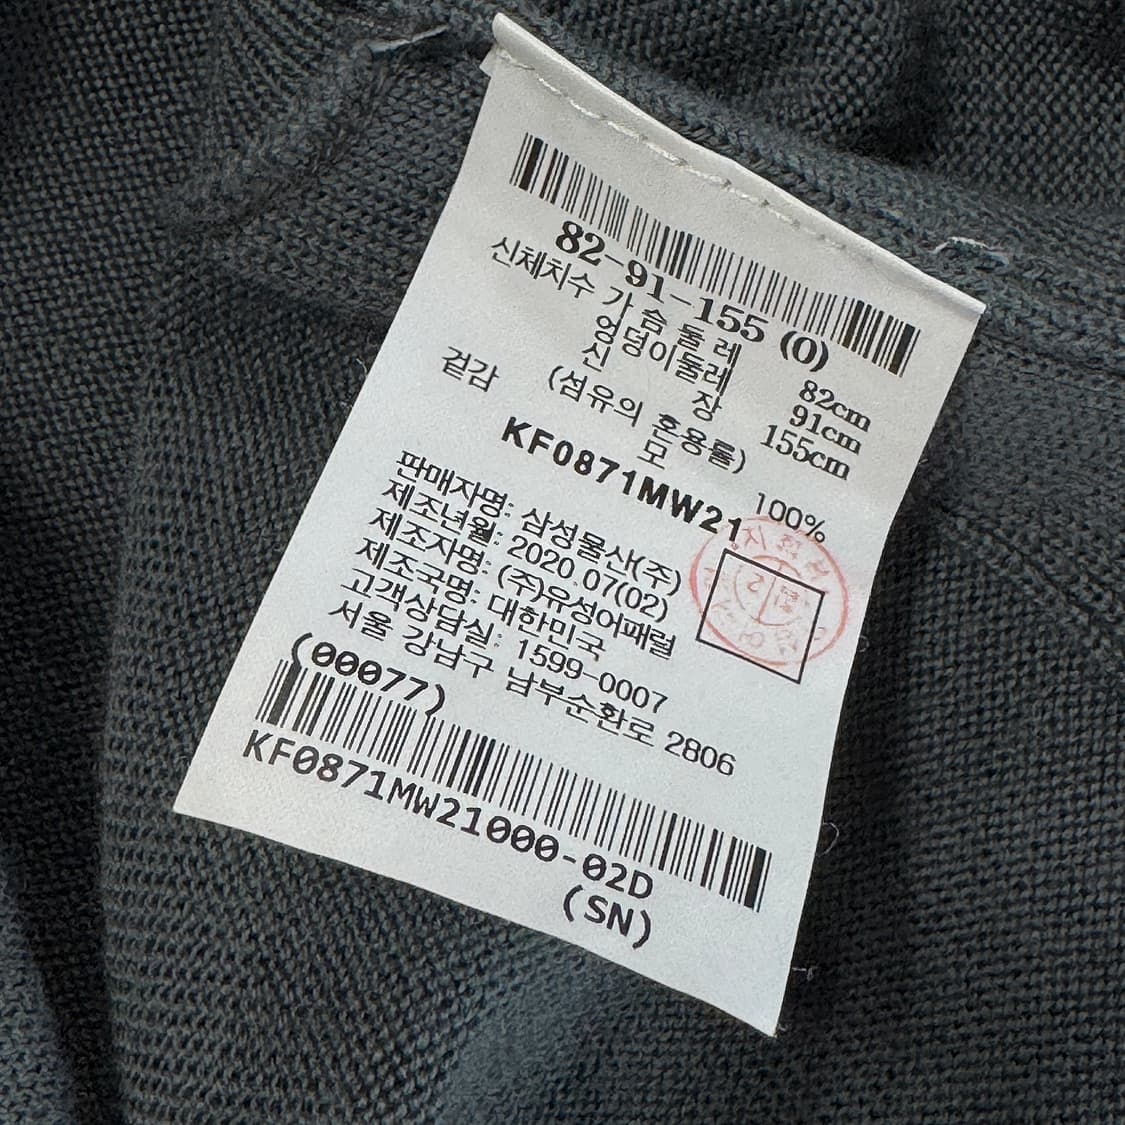 82-91-155 (0)
신체치수 가 슴 둘 레 82cm
엉덩이둘레 91cm
신 장 155cm
겉감 (섬유의 혼용률)
모 100%
KF0871MW21
판매자명: 삼성물산(주)
제조년월: 2020.07(02)
제조자명: (주)유성어패럴
제조국명: 대한민국
고객상담실: 1599-0007
서울 강남구 남부순환로 2806
(00077)
KF0871MW21000-02D
(SN)